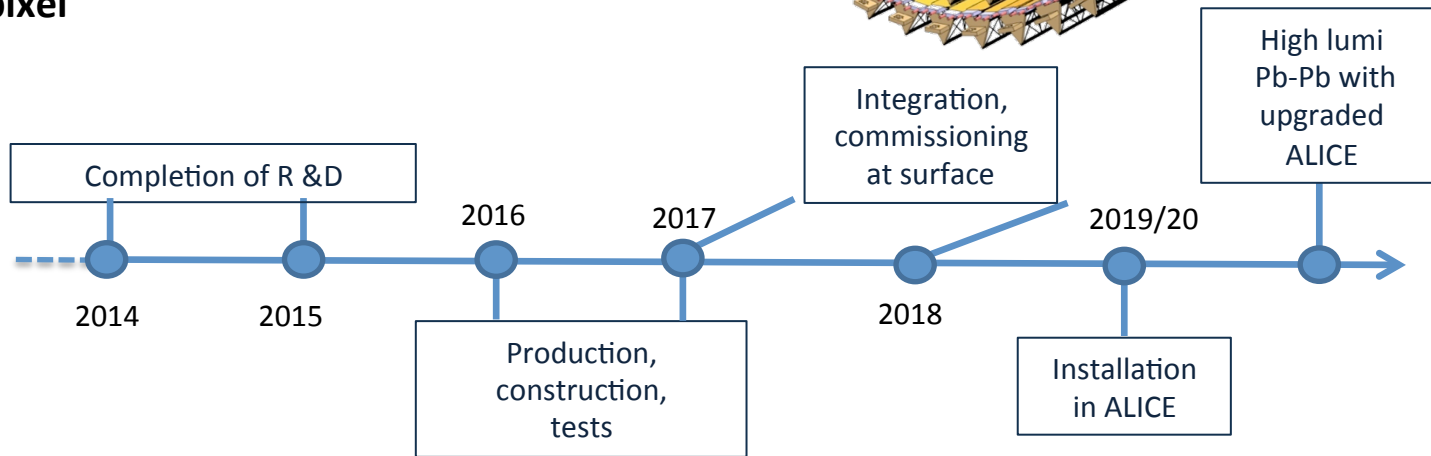 pixel
High lumi
Pb-Pb with
upgraded
ALICE
Integration,
commissioning
at surface
Completion of R &D
2016
2017
2019/20
2014
2015
2018
Production,
construction,
tests
Installation
in ALICE